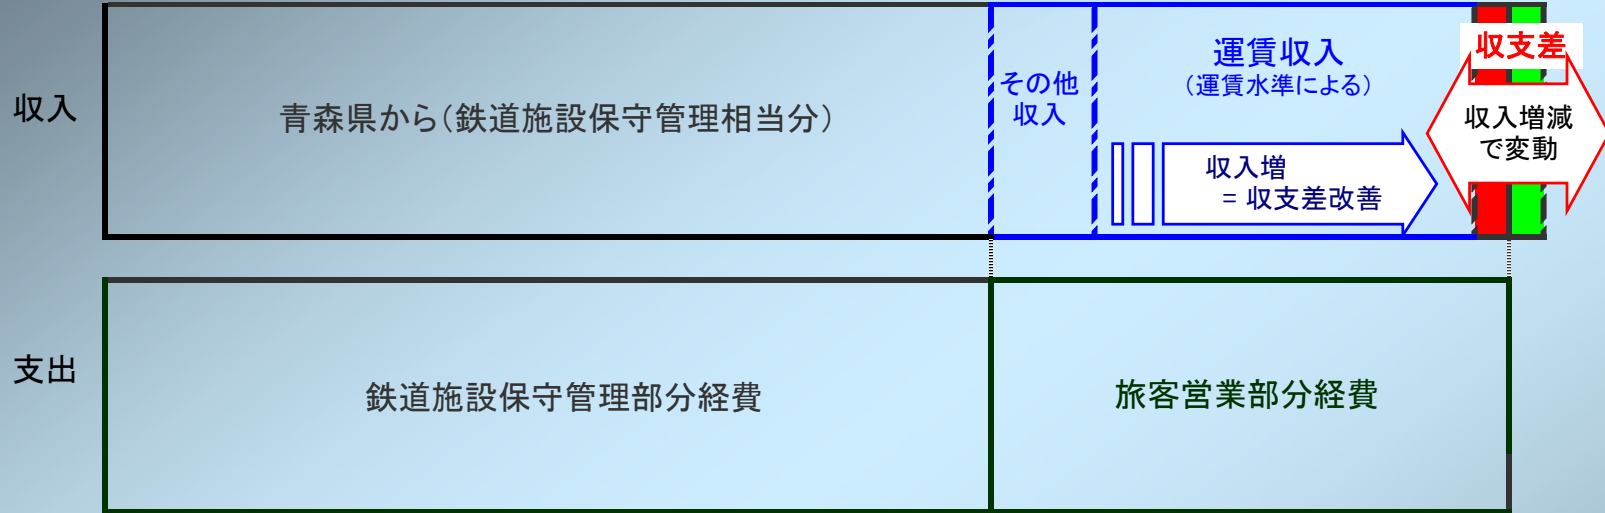 収入
青森県から（鉄道施設保守管理相当分）
その他
収入
運賃収入
（運賃水準による）
収入増
= 収支差改善
収支差
収入増減
で変動
支出
鉄道施設保守管理部分経費
旅客営業部分経費